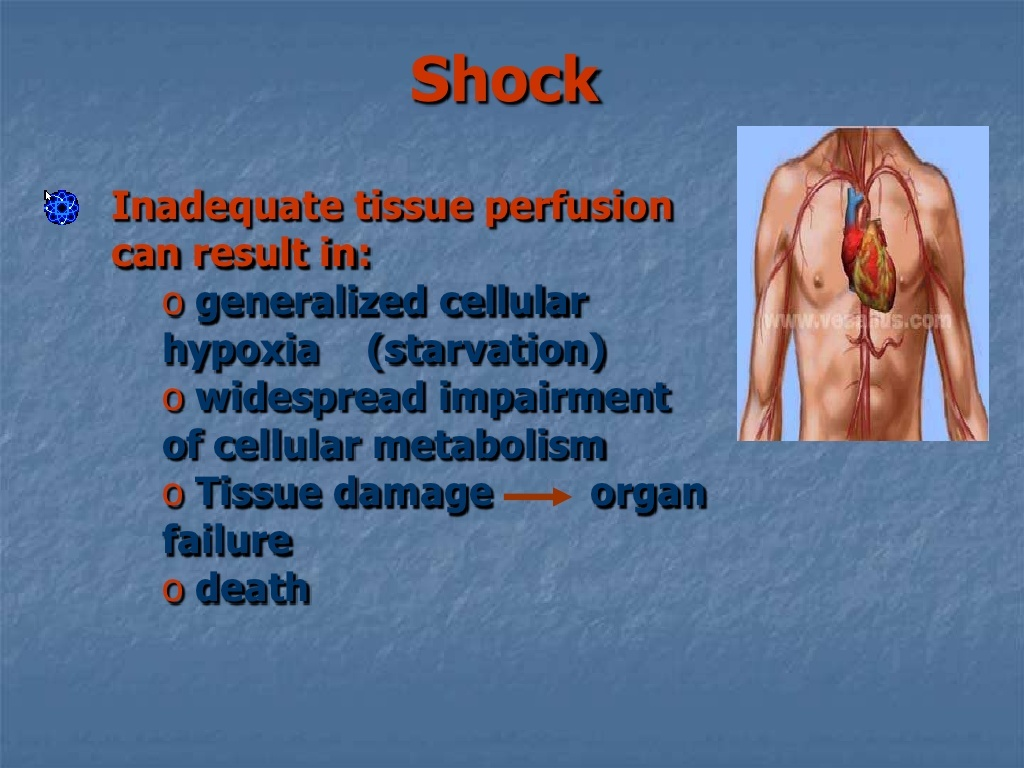 Shock
Inadequate tissue perfusion
can result in:
o generalized cellular
hypoxia (starvation)
o widespread impairment
of cellular metabolism
o Tissue damage → organ
failure
o death